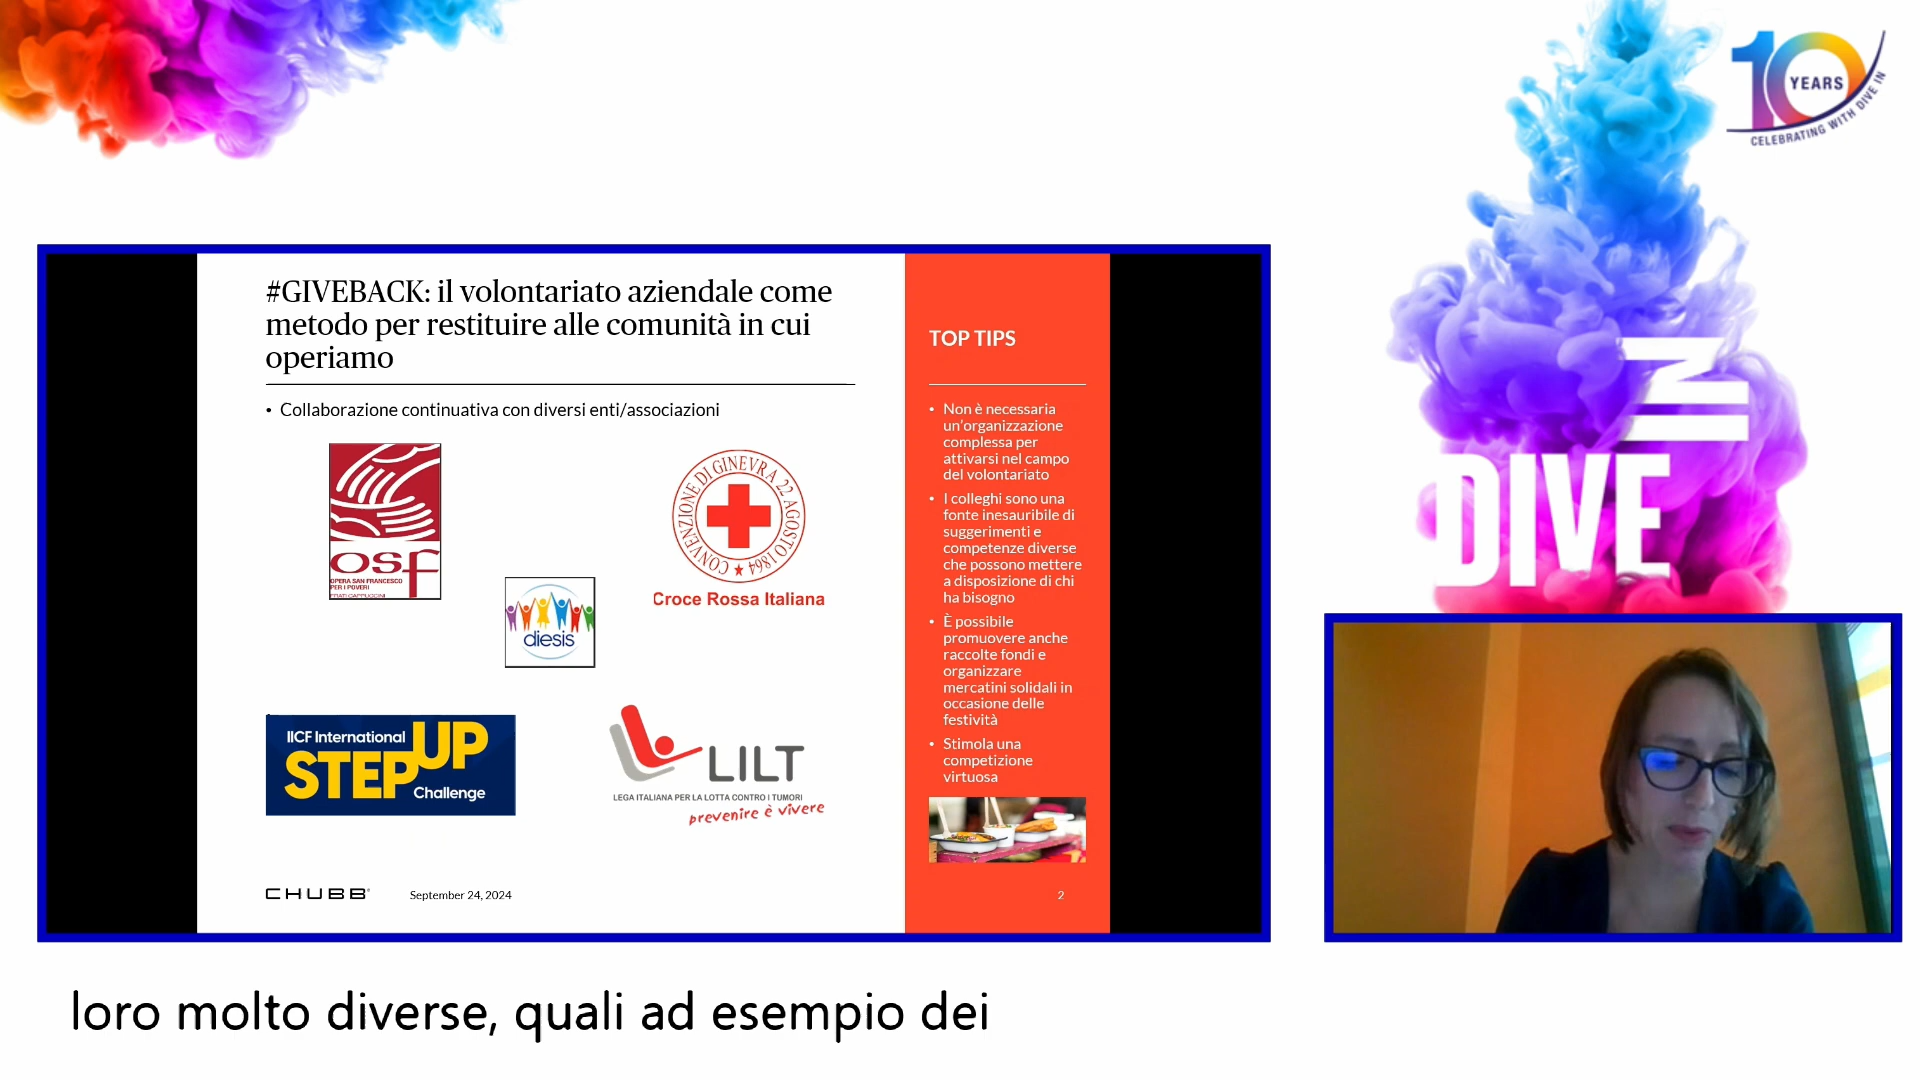 10
YEARS
CELEBRATING WITH DIVE IN
#GIVEBACK: il volontariato aziendale come
metodo per restituire alle comunità in cui
operiamo
• Collaborazione continuativa con diversi enti/associazioni
osf
OPERA SAN FRANCESCO
PER I POVERI
FRATI CAPPUCCINI
CONVENZIONE DI GINEVRA 22 AGOSTO 1864
Croce Rossa Italiana
diesis
IICF International
STEPUP
Challenge
LILT
LEGA ITALIANA PER LA LOTTA CONTRO I TUMORI
prevenire è vivere
CHUBB®
September 24, 2024
TOP TIPS
• Non è necessaria
un'organizzazione
complessa per
attivarsi nel campo
del volontariato
• I colleghi sono una
fonte inesauribile di
suggerimenti e
competenze diverse
che possono mettere
a disposizione di chi
ha bisogno
• È possibile
promuovere anche
raccolte fondi e
organizzare
mercatini solidali in
occasione delle
festività
• Stimola una
competizione
virtuosa
2
IN
DIVE
loro molto diverse, quali ad esempio dei